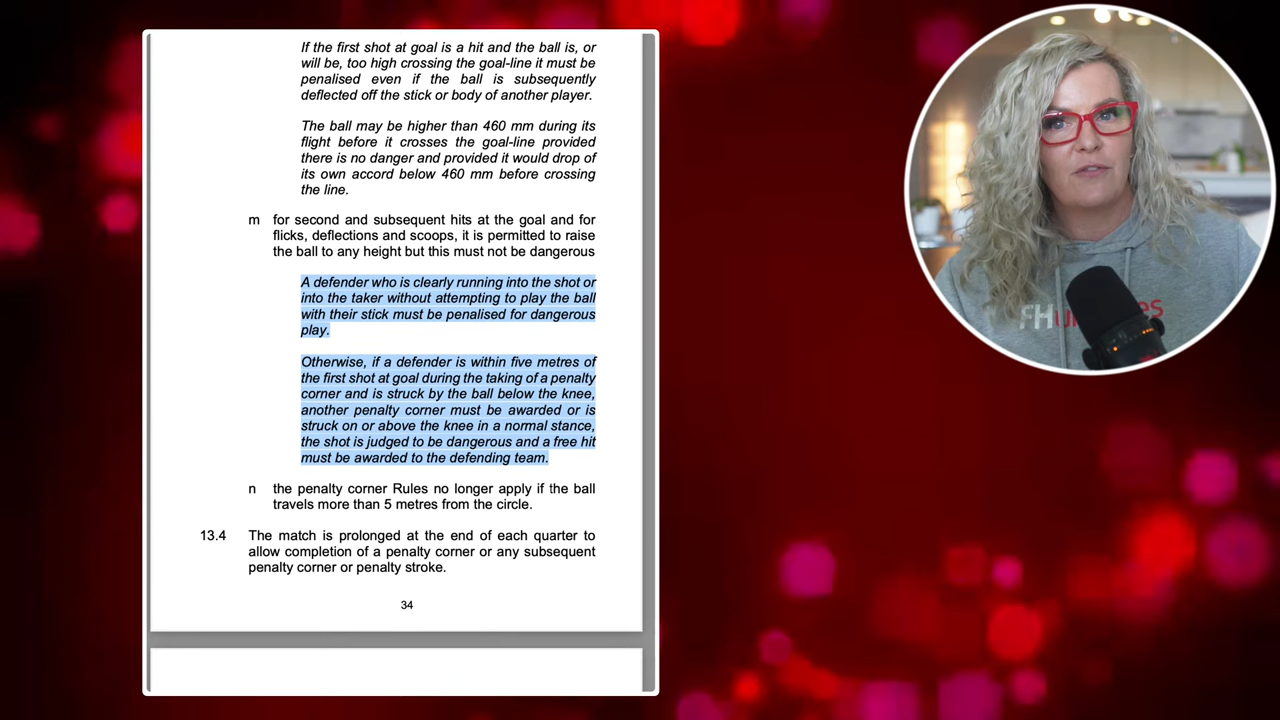 If the first shot at goal is a hit and the ball is, or
will be, too high crossing the goal-line it must be
penalised even if the ball is subsequently
deflected off the stick or body of another player.
The ball may be higher than 460 mm during its
flight before it crosses the goal-line provided
there is no danger and provided it would drop of
its own accord below 460 mm before crossing
the line.
m for second and subsequent hits at the goal and for
flicks, deflections and scoops, it is permitted to raise
the ball to any height but this must not be dangerous
A defender who is clearly running into the shot or
into the taker without attempting to play the ball
with their stick must be penalised for dangerous
play.
Otherwise, if a defender is within five metres of
the first shot at goal during the taking of a penalty
corner and is struck by the ball below the knee,
another penalty corner must be awarded or is
struck on or above the knee in a normal stance,
the shot is judged to be dangerous and a free hit
must be awarded to the defending team.
n the penalty corner Rules no longer apply if the ball
travels more than 5 metres from the circle.
13.4 The match is prolonged at the end of each quarter to
allow completion of a penalty corner or any subsequent
penalty corner or penalty stroke.
34